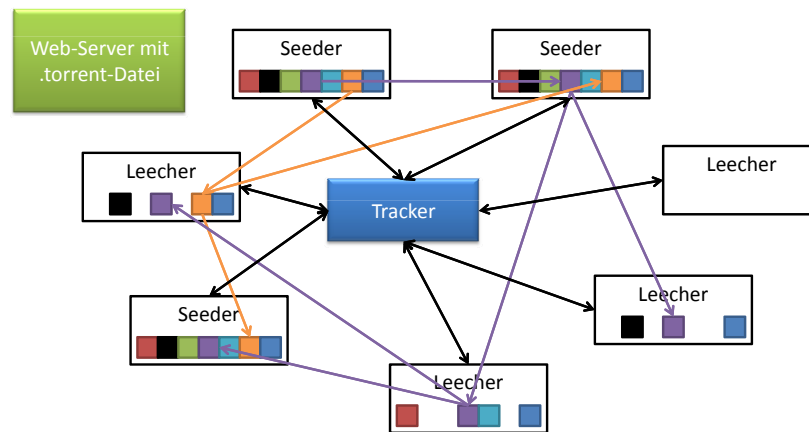 Web-Server mit
.torrent-Datei
Seeder
Seeder
Leecher
Leecher
Tracker
Seeder
Leecher
Leecher